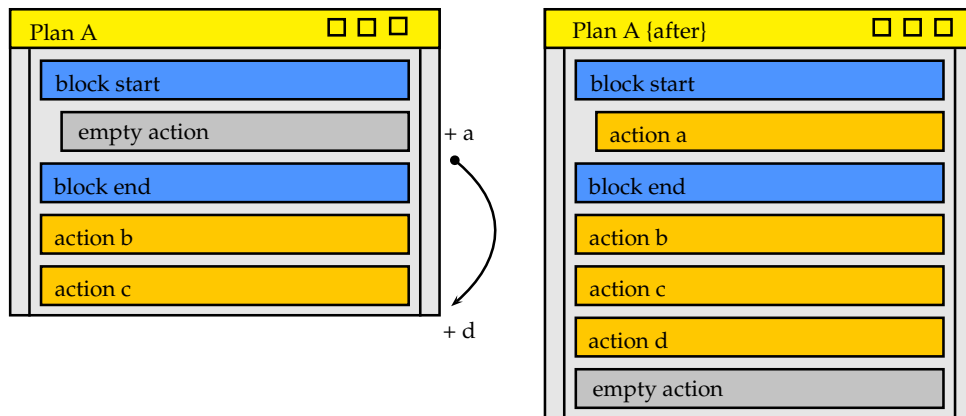 Plan A
block start
empty action
+ a
block end
action b
action c
+ d
Plan A {after}
block start
action a
block end
action b
action c
action d
empty action